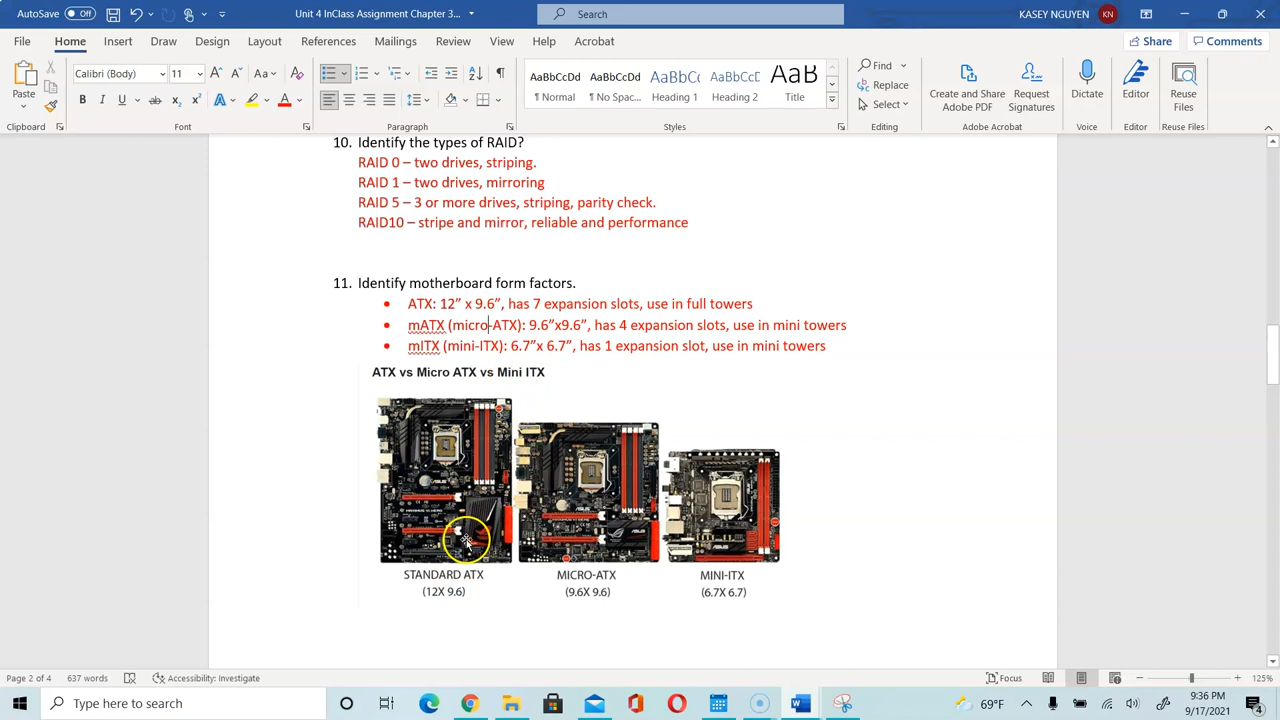 AutoSave Off
Unit 4 InClass Chapter 3...
Search
KASEY NGUYEN KN
File Home Insert Draw Design Layout References Mailings Review View Help Acrobat
Share Comments
Paste
Calibri (Body) 11
AaBbCcDd AaBbCcDd AaBbCc AaBbCcD AaB
¶ Normal ¶ No Spac... Heading 1 Heading 2 Title
Find
Replace
Select
Create and Share Adobe PDF
Request Signatures
Dictate
Editor
Reuse Files
Clipboard Font Paragraph Styles Editing Adobe Acrobat Voice Editor Reuse Files
10. Identify the types of RAID?
RAID 0 – two drives, striping.
RAID 1 – two drives, mirroring
RAID 5 – 3 or more drives, striping, parity check.
RAID10 – stripe and mirror, reliable and performance
11. Identify motherboard form factors.
• ATX: 12” x 9.6”, has 7 expansion slots, use in full towers
• mATX (micro-ATX): 9.6”x9.6”, has 4 expansion slots, use in mini towers
• mITX (mini-ITX): 6.7”x 6.7”, has 1 expansion slot, use in mini towers
ATX vs Micro ATX vs Mini ITX
STANDARD ATX
(12X 9.6)
MICRO-ATX
(9.6X 9.6)
MINI-ITX
(6.7X 6.7)
Page 2 of 4 637 words Accessibility: Investigate Focus 125%
Type here to search
69°F
9:36 PM
9/17/2021